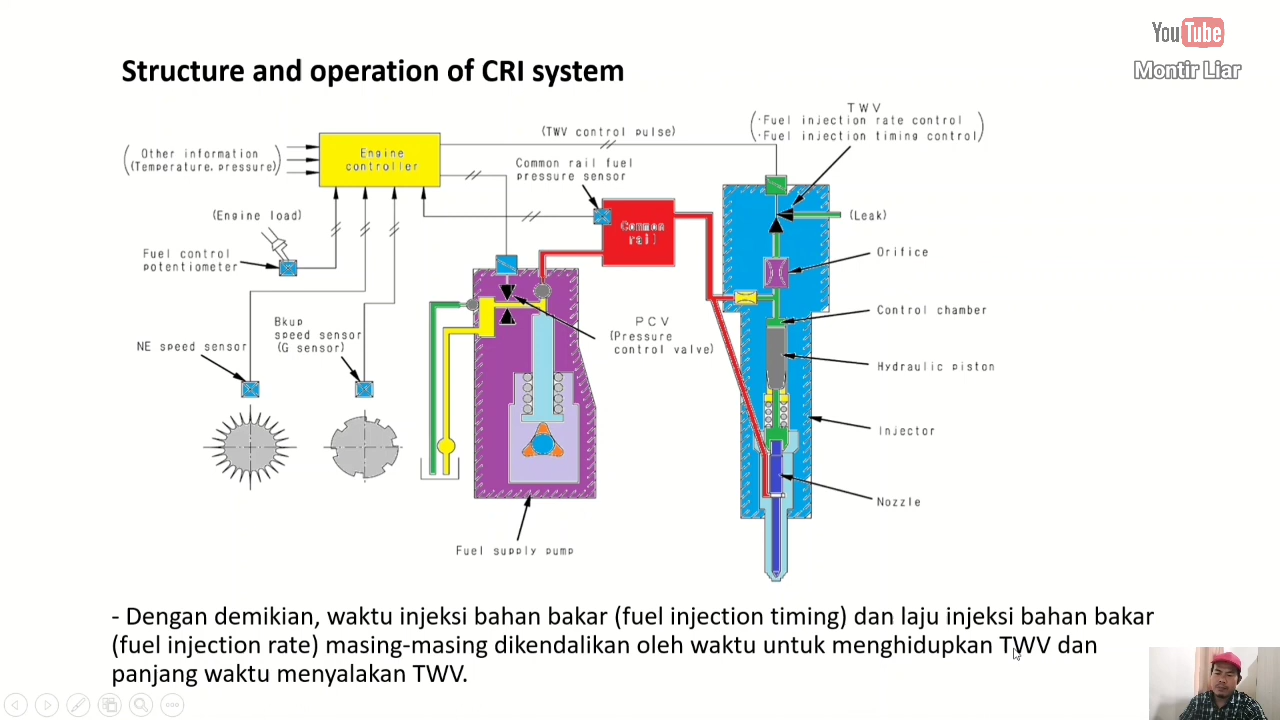 YouTube
Montir Liar
Structure and operation of CRI system
TWV
(・Fuel injection rate control
・Fuel injection timing control)
(TWV control pulse)
(Other information
(Temperature, pressure)
Engine
controller
Common rail fuel
pressure sensor
(Engine load)
Common
rail
(Leak)
Fuel control
potentiometer
Orifice
Control chamber
Bkup
speed sensor
(G sensor)
PCV
(Pressure
control valve)
NE speed sensor
Hydraulic piston
Injector
Nozzle
Fuel supply pump
- Dengan demikian, waktu injeksi bahan bakar (fuel injection timing) dan laju injeksi bahan bakar
(fuel injection rate) masing-masing dikendalikan oleh waktu untuk menghidupkan TWV dan
panjang waktu menyalakan TWV.